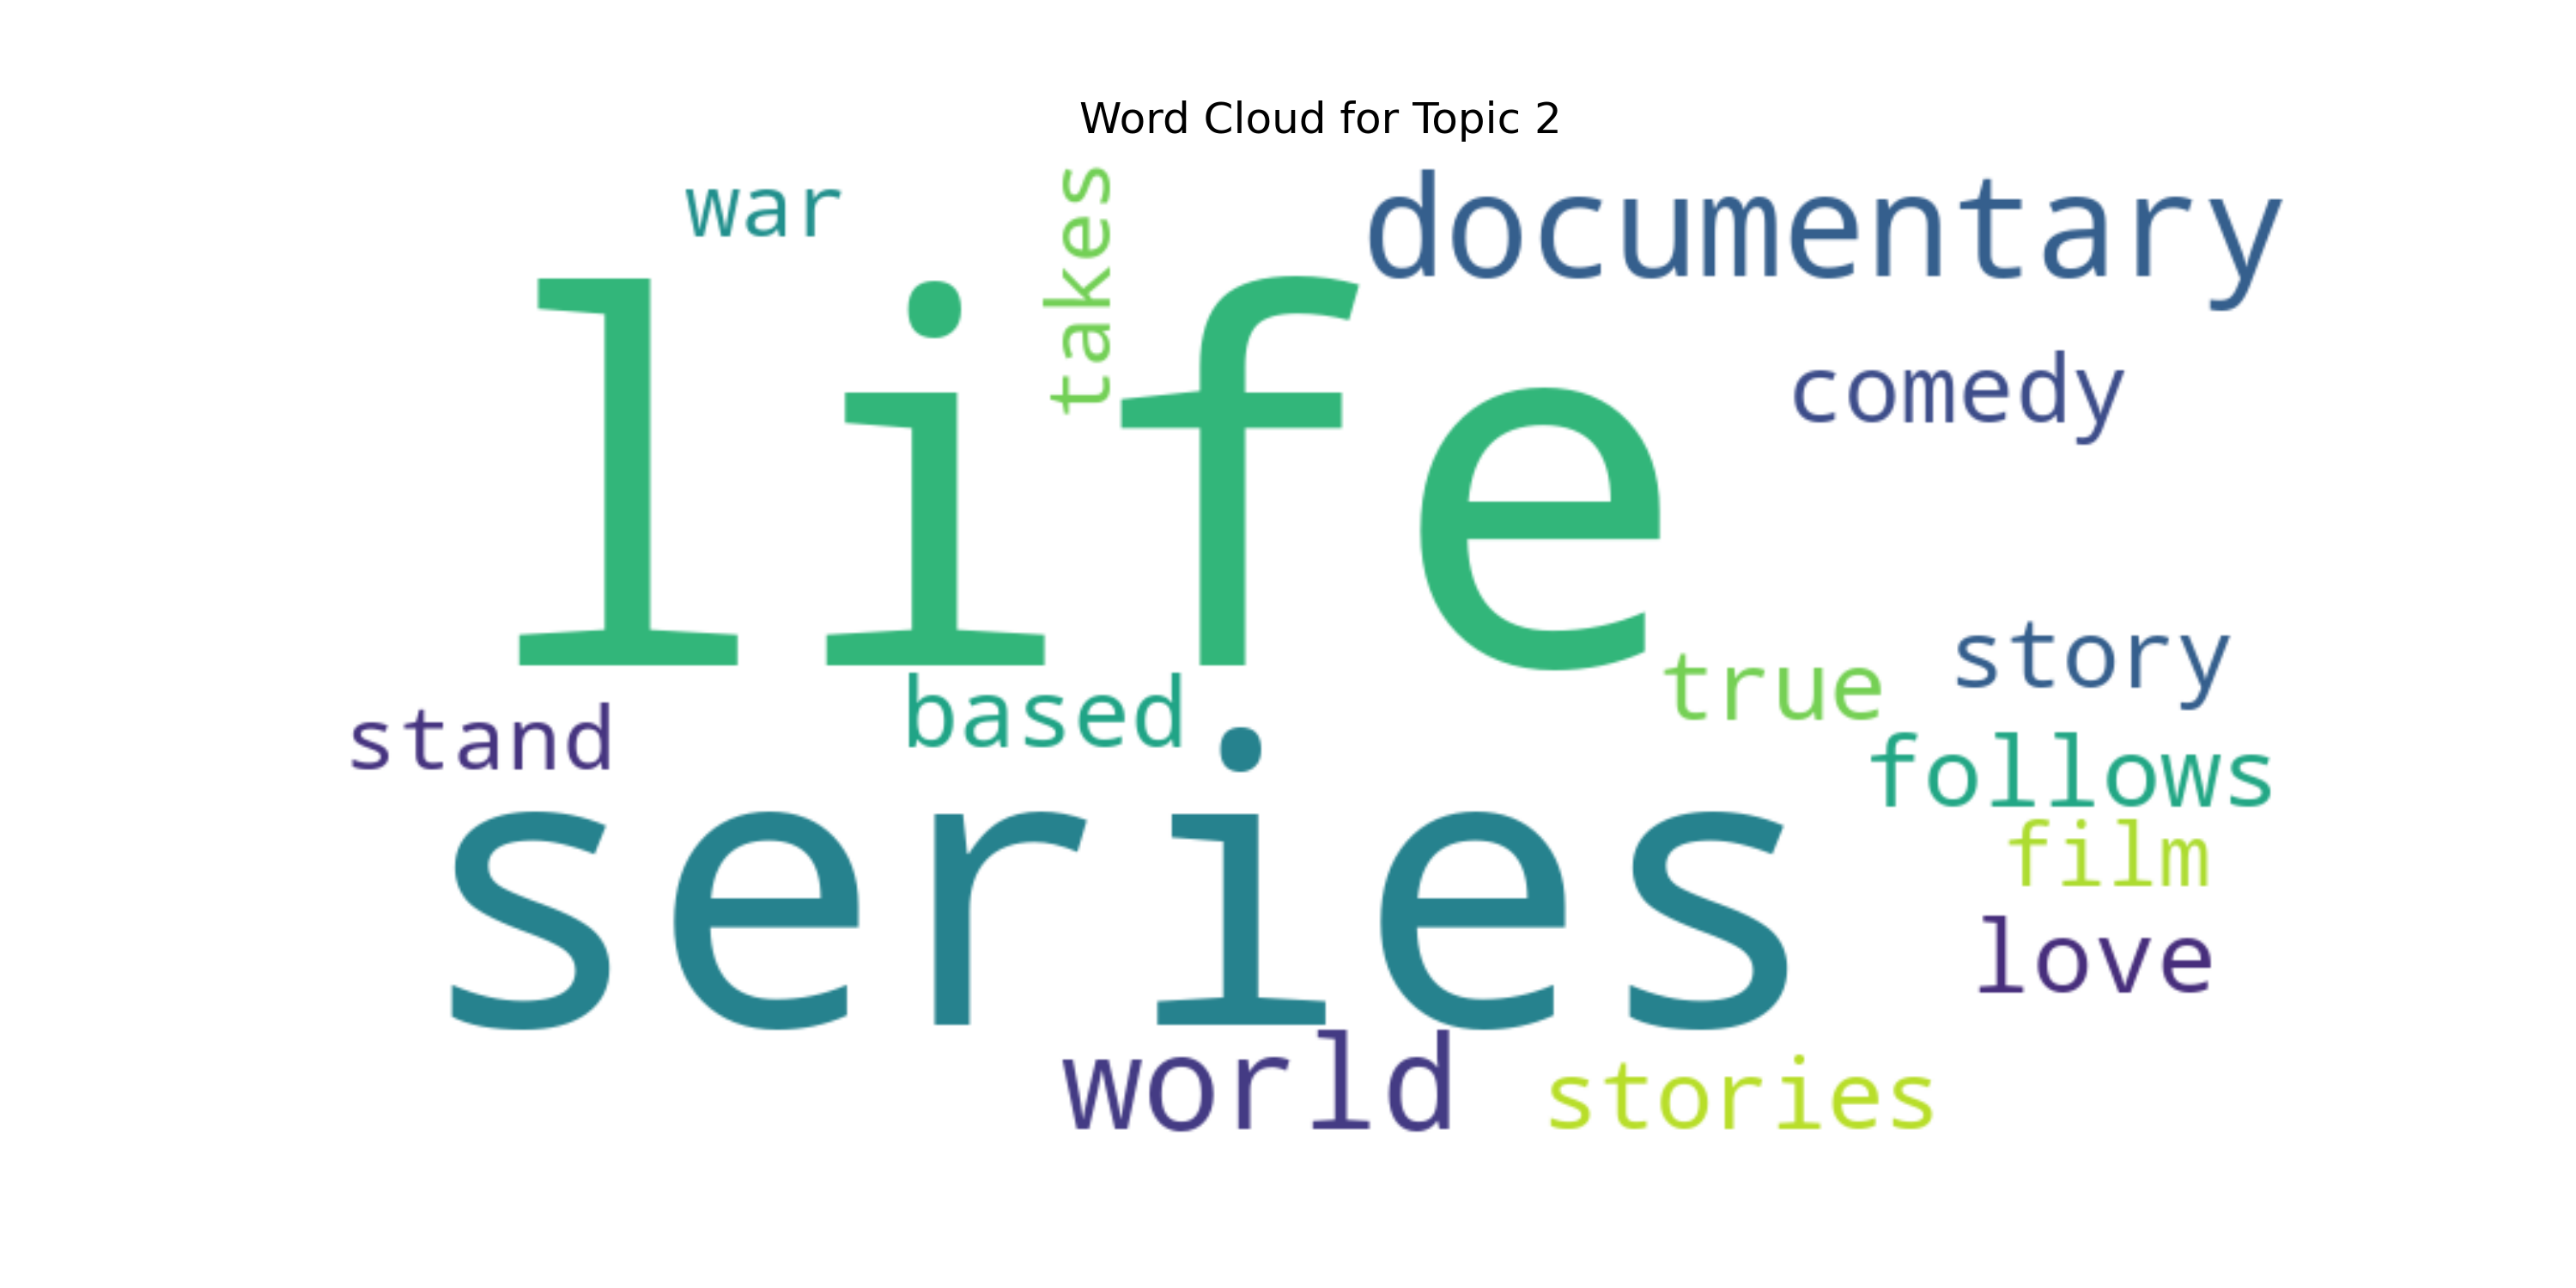 Word Cloud for Topic 2
war
takes
documentary
life
comedy
story
true
based
stand
follows
series
film
love
world
stories